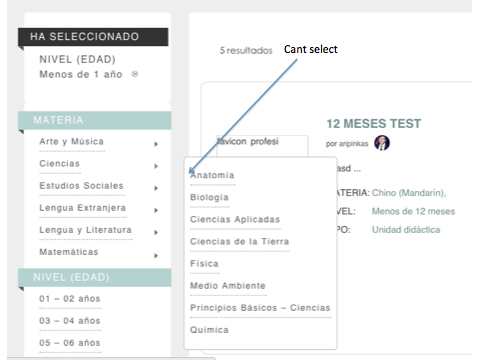 HA SELECCIONADO
NIVEL (EDAD)
Menos de 1 año
MATERIA
Arte y Música
Ciencias
Estudios Sociales
Lengua Extranjera
Lengua y Literatura
Matemáticas
NIVEL (EDAD)
01 – 02 años
03 – 04 años
05 – 06 años
5 resultados
Cant select
12 MESES TEST
favicon profesi
por aripinkas
asd ...
Anatomía
Biología
Ciencias Aplicadas
Ciencias de la Tierra
Física
Medio Ambiente
Principios Básicos – Ciencias
Química
ATERIA: Chino (Mandarín),
VEL: Menos de 12 meses
PO: Unidad didáctica